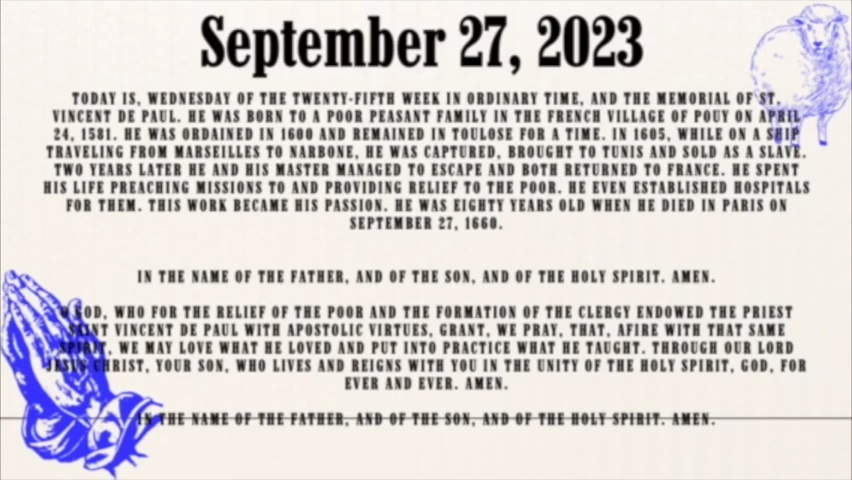 September 27, 2023
TODAY IS, WEDNESDAY OF THE TWENTY-FIFTH WEEK IN ORDINARY TIME, AND THE MEMORIAL OF ST.
VINCENT DE PAUL. HE WAS BORN TO A POOR PEASANT FAMILY IN THE FRENCH VILLAGE OF POUY ON APRIL
24, 1581. HE WAS ORDAINED IN 1600 AND REMAINED IN TOULOSE FOR A TIME. IN 1605, WHILE ON A SHIP
TRAVELING FROM MARSEILLES TO NARBONE, HE WAS CAPTURED, BROUGHT TO TUNIS AND SOLD AS A SLAVE.
TWO YEARS LATER HE AND HIS MASTER MANAGED TO ESCAPE AND BOTH RETURNED TO FRANCE. HE SPENT
HIS LIFE PREACHING MISSIONS TO AND PROVIDING RELIEF TO THE POOR. HE EVEN ESTABLISHED HOSPITALS
FOR THEM. THIS WORK BECAME HIS PASSION. HE WAS EIGHTY YEARS OLD WHEN HE DIED IN PARIS ON
SEPTEMBER 27, 1660.
IN THE NAME OF THE FATHER, AND OF THE SON, AND OF THE HOLY SPIRIT. AMEN.
O GOD, WHO FOR THE RELIEF OF THE POOR AND THE FORMATION OF THE CLERGY ENDOWED THE PRIEST
SAINT VINCENT DE PAUL WITH APOSTOLIC VIRTUES, GRANT, WE PRAY, THAT, AFIRE WITH THAT SAME
SPIRIT, WE MAY LOVE WHAT HE LOVED AND PUT INTO PRACTICE WHAT HE TAUGHT. THROUGH OUR LORD
JESUS CHRIST, YOUR SON, WHO LIVES AND REIGNS WITH YOU IN THE UNITY OF THE HOLY SPIRIT, GOD, FOR
EVER AND EVER. AMEN.
IN THE NAME OF THE FATHER, AND OF THE SON, AND OF THE HOLY SPIRIT. AMEN.